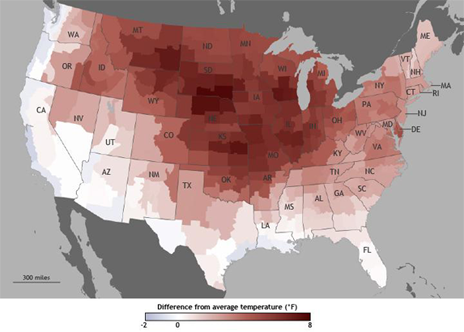 ME
WA
MT
ND
MN
VT
NH
OR
ID
SD
WI
MI
NY
MA
CT
RI
WY
IA
PA
NJ
CA
NV
OH
MD
DE
UT
CO
KS
MO
IN
WV
VA
KY
AZ
NM
OK
AR
TN
NC
TX
MS
AL
GA
SC
LA
FL
300 miles
Difference from average temperature (°F)
-2 0 8